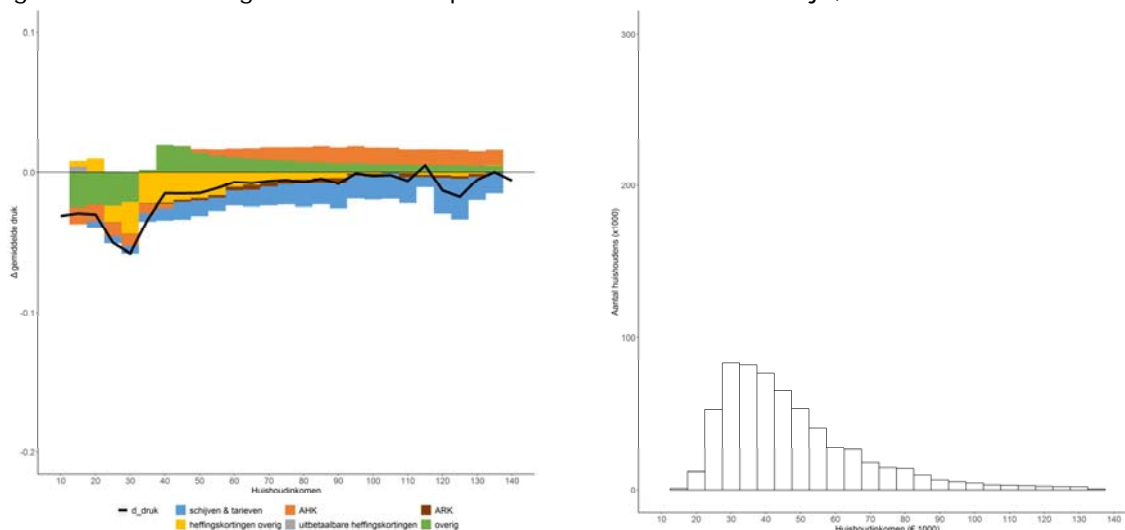 0.1
0.0
-0.1
-0.2
Δ gemiddelde druk
10 20 30 40 50 60 70 80 90 100 110 120 130 140
Huishoudinkomen
d_druk schijven & tarieven AHK ARK
heffingskortingen overig uitbetaalbare heffingskortingen overig
300
200
100
0
Aantal huishoudens (x1000)
10 20 30 40 50 60 70 80 90 100 110 120 130 140
Huishoudinkomen (€ 1000)